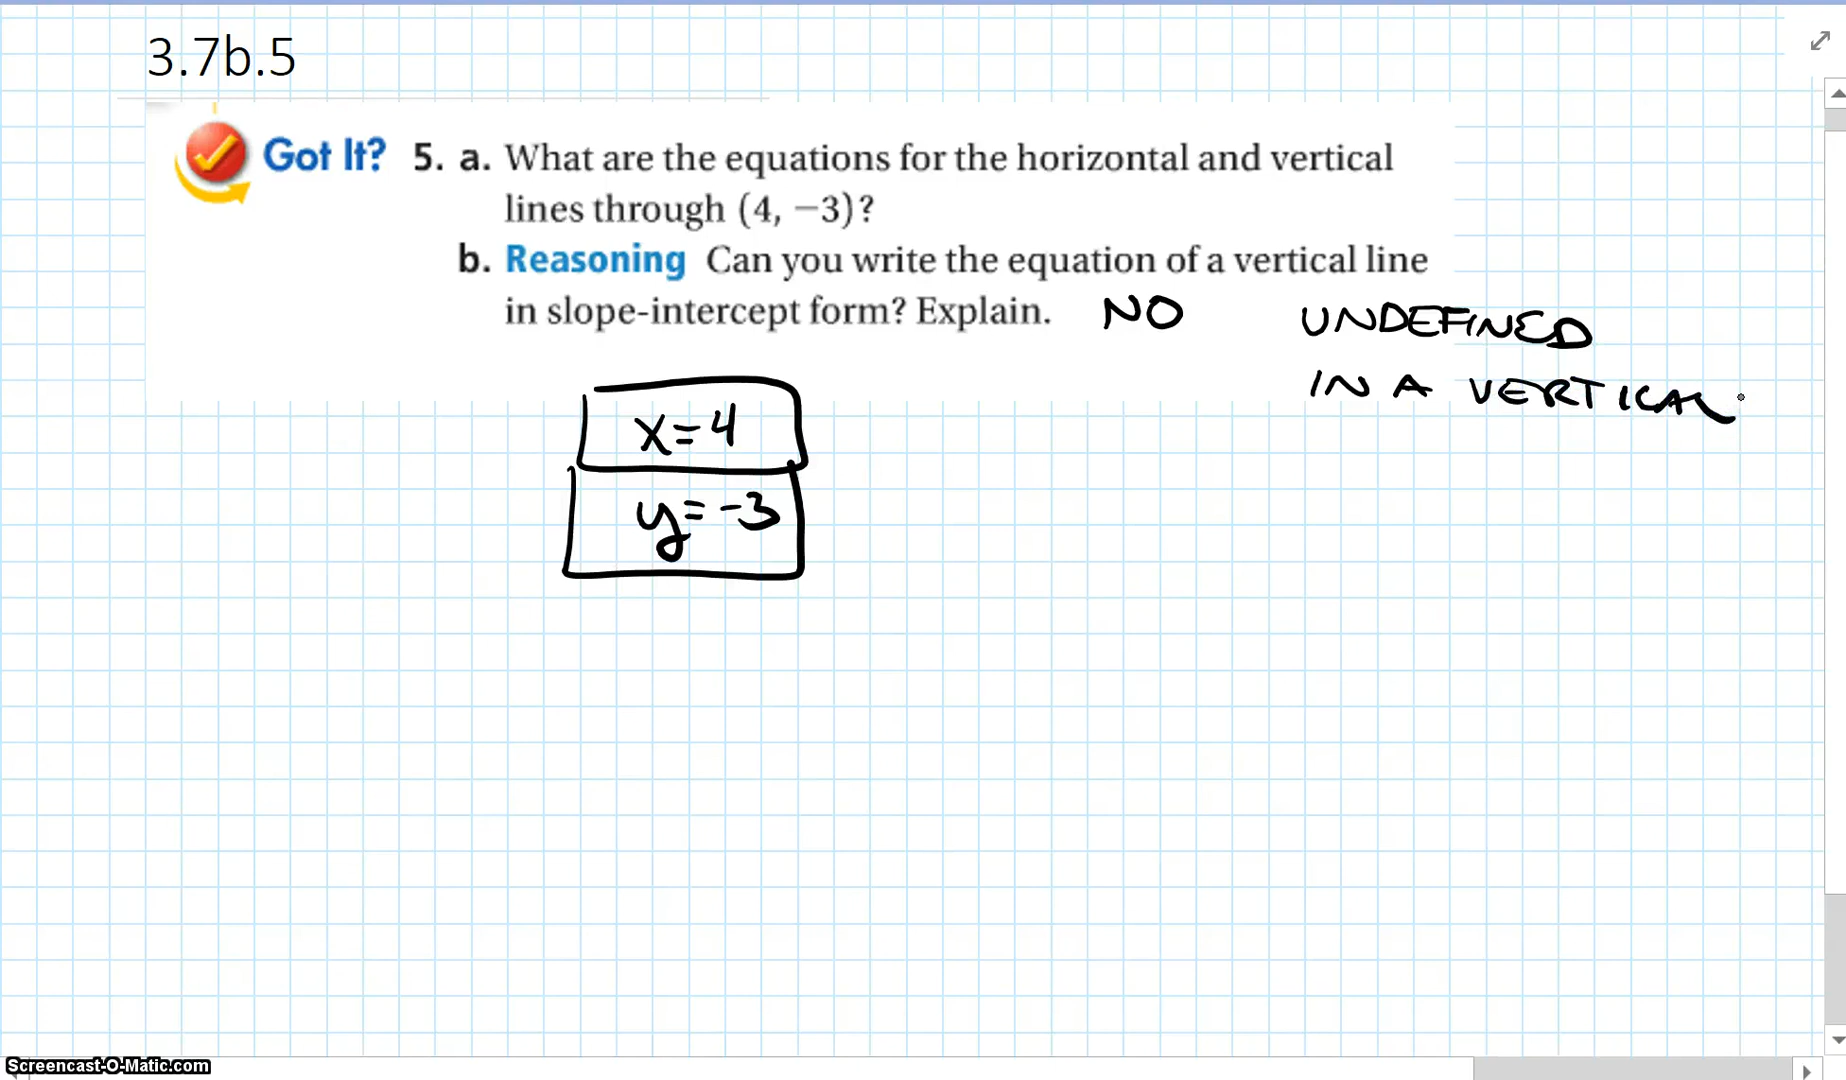 3.7b.5
Got It? 5. a. What are the equations for the horizontal and vertical
lines through (4, −3)?
b. Reasoning Can you write the equation of a vertical line
in slope-intercept form? Explain. NO UNDEFINED
IN A VERTICAL
x=4
y=-3
Screencast-O-Matic.com